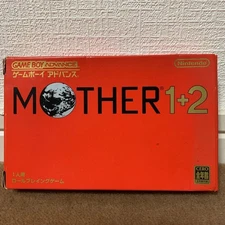 GAME BOY ADVANCE
ゲームボーイ アドバンス
Nintendo
MOTHER 1+2
1人用
ロールプレイングゲーム
CERO